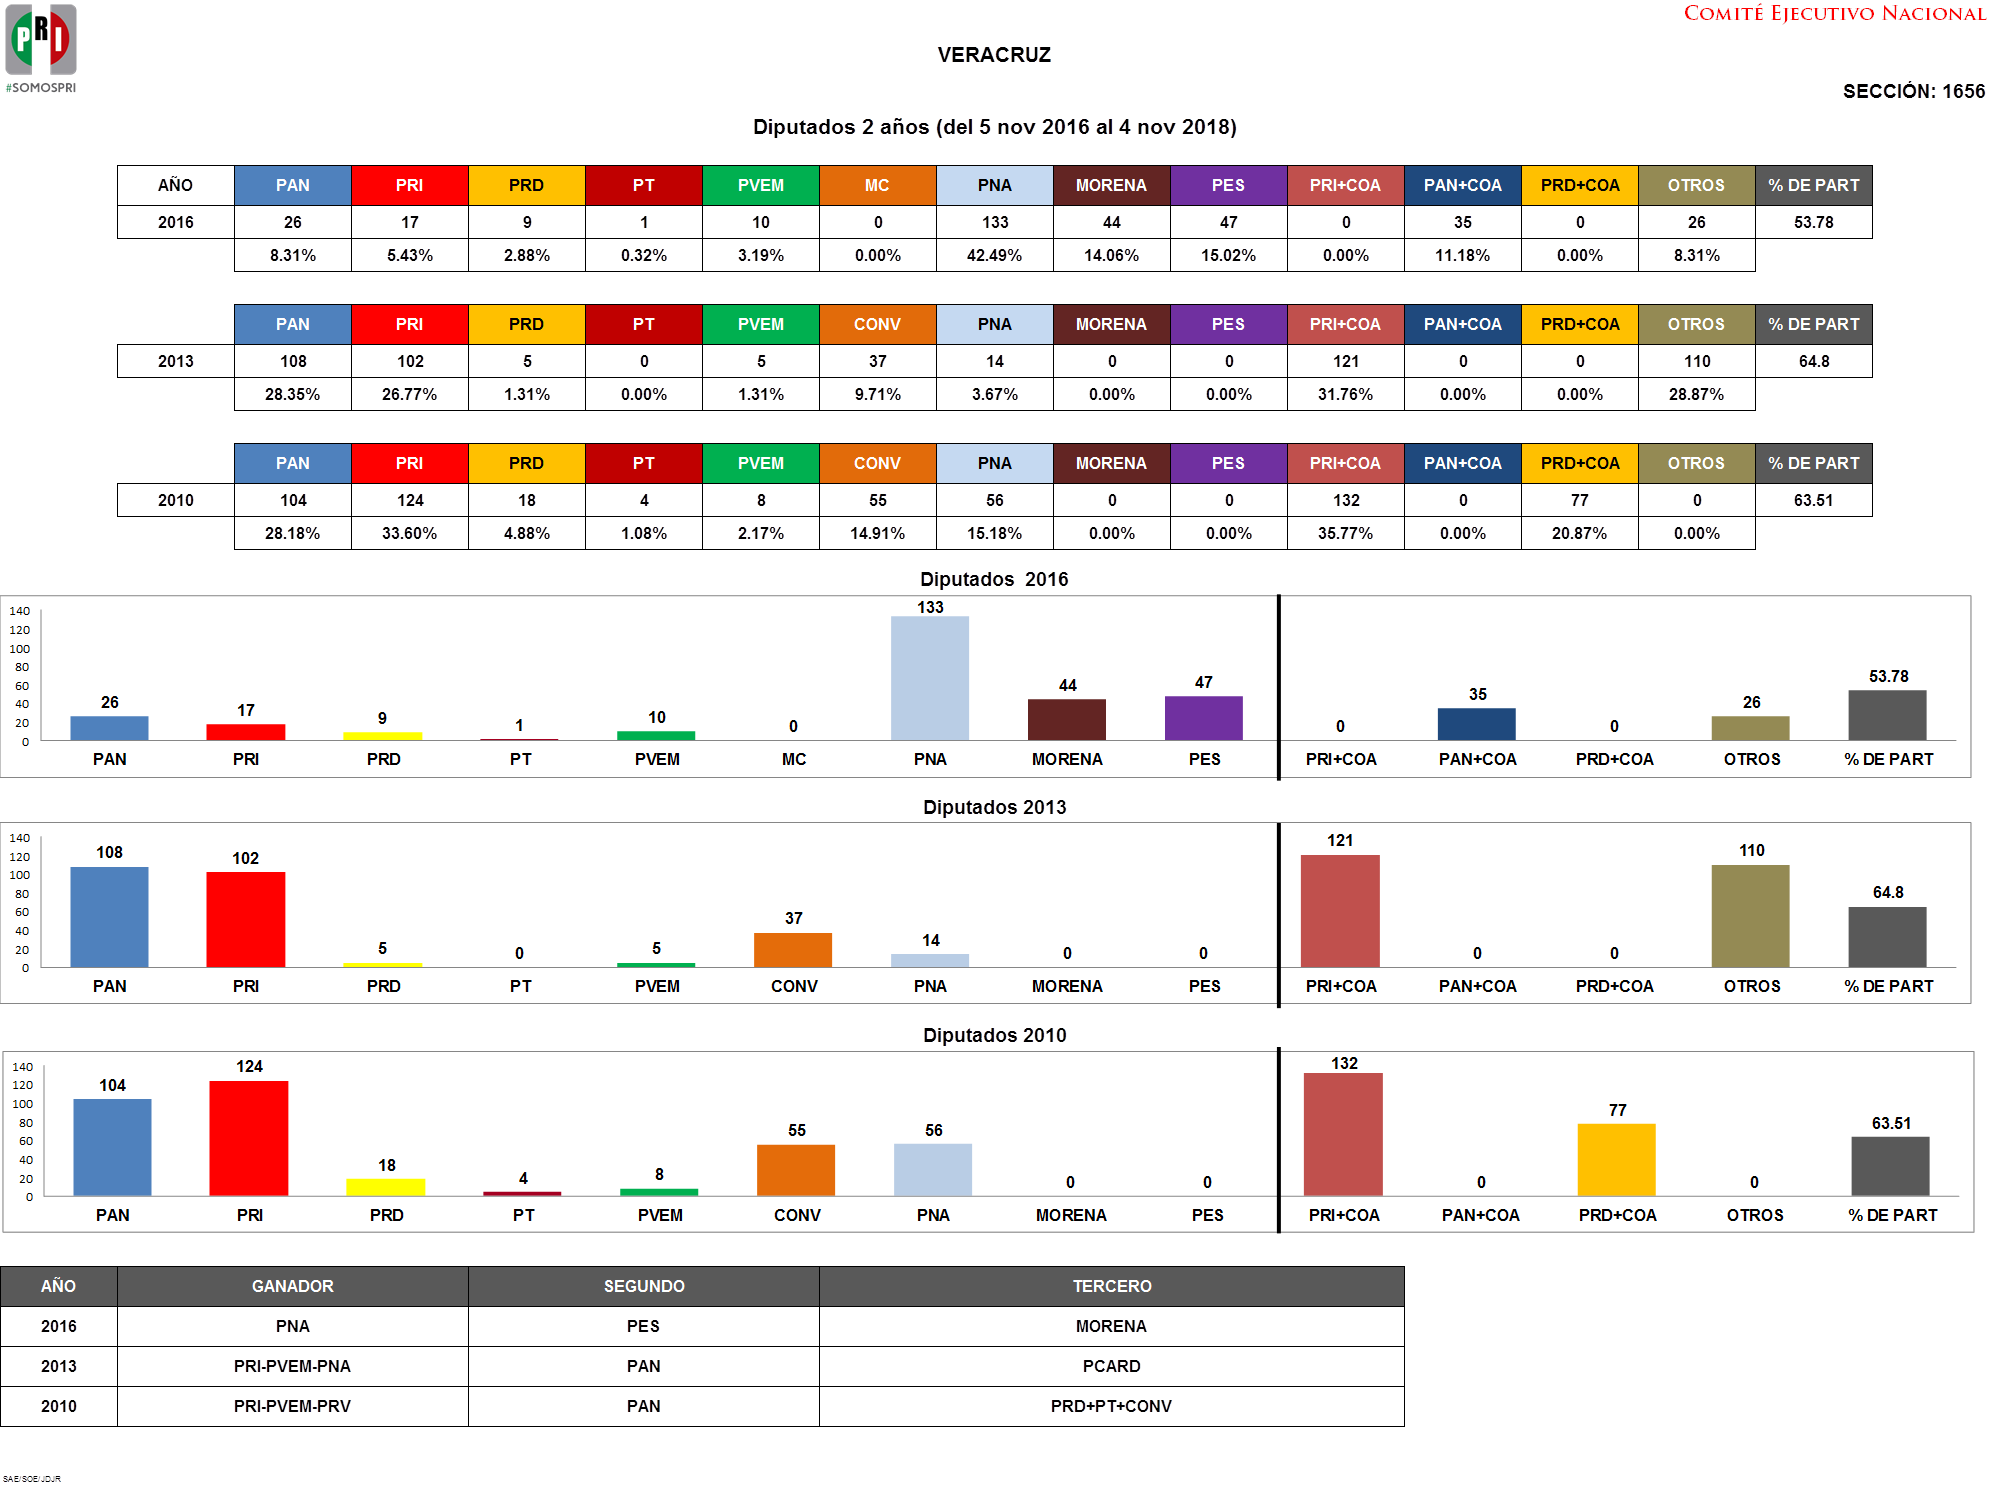 PRI
#SOMOSPRI
COMITÉ EJECUTIVO NACIONAL
VERACRUZ
SECCIÓN: 1656
Diputados 2 años (del 5 nov 2016 al 4 nov 2018)
AÑO PAN PRI PRD PT PVEM MC PNA MORENA PES PRI+COA PAN+COA PRD+COA OTROS % DE PART
2016 26 17 9 1 10 0 133 44 47 0 35 0 26 53.78
8.31% 5.43% 2.88% 0.32% 3.19% 0.00% 42.49% 14.06% 15.02% 0.00% 11.18% 0.00% 8.31%
PAN PRI PRD PT PVEM CONV PNA MORENA PES PRI+COA PAN+COA PRD+COA OTROS % DE PART
2013 108 102 5 0 5 37 14 0 0 121 0 0 110 64.8
28.35% 26.77% 1.31% 0.00% 1.31% 9.71% 3.67% 0.00% 0.00% 31.76% 0.00% 0.00% 28.87%
PAN PRI PRD PT PVEM CONV PNA MORENA PES PRI+COA PAN+COA PRD+COA OTROS % DE PART
2010 104 124 18 4 8 55 56 0 0 132 0 77 0 63.51
28.18% 33.60% 4.88% 1.08% 2.17% 14.91% 15.18% 0.00% 0.00% 35.77% 0.00% 20.87% 0.00%
Diputados 2016
140
120
100
80
60
40
20
0
26 17 9 1 10 0 133 44 47 0 35 0 26 53.78
PAN PRI PRD PT PVEM MC PNA MORENA PES PRI+COA PAN+COA PRD+COA OTROS % DE PART
Diputados 2013
140
120
100
80
60
40
20
0
108 102 5 0 5 37 14 0 0 121 0 0 110 64.8
PAN PRI PRD PT PVEM CONV PNA MORENA PES PRI+COA PAN+COA PRD+COA OTROS % DE PART
Diputados 2010
140
120
100
80
60
40
20
0
104 124 18 4 8 55 56 0 0 132 0 77 0 63.51
PAN PRI PRD PT PVEM CONV PNA MORENA PES PRI+COA PAN+COA PRD+COA OTROS % DE PART
AÑO GANADOR SEGUNDO TERCERO
2016 PNA PES MORENA
2013 PRI-PVEM-PNA PAN PCARD
2010 PRI-PVEM-PRV PAN PRD+PT+CONV
SAE/SOE/JDJR